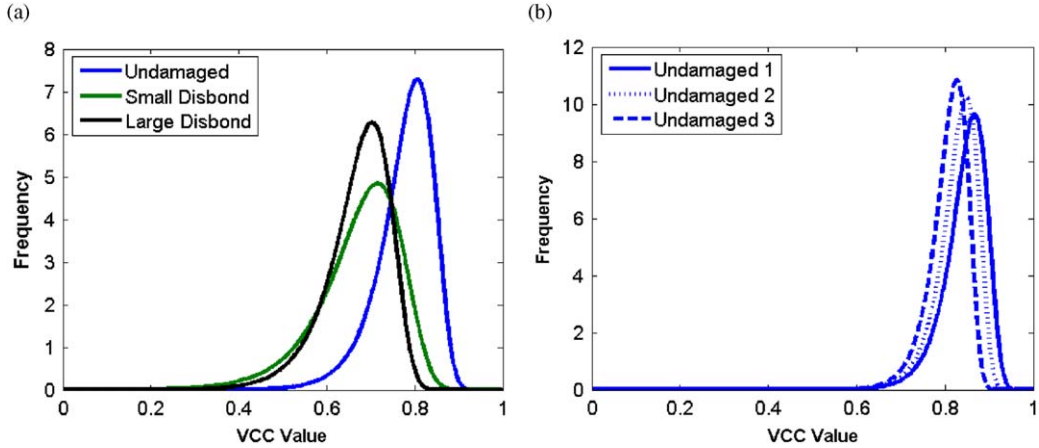 (a)
8
7
6
5
4
3
2
1
0
Frequency
Undamaged
Small Disbond
Large Disbond
0 0.2 0.4 0.6 0.8 1
VCC Value
(b)
12
10
8
6
4
2
0
Frequency
Undamaged 1
Undamaged 2
Undamaged 3
0 0.2 0.4 0.6 0.8 1
VCC Value